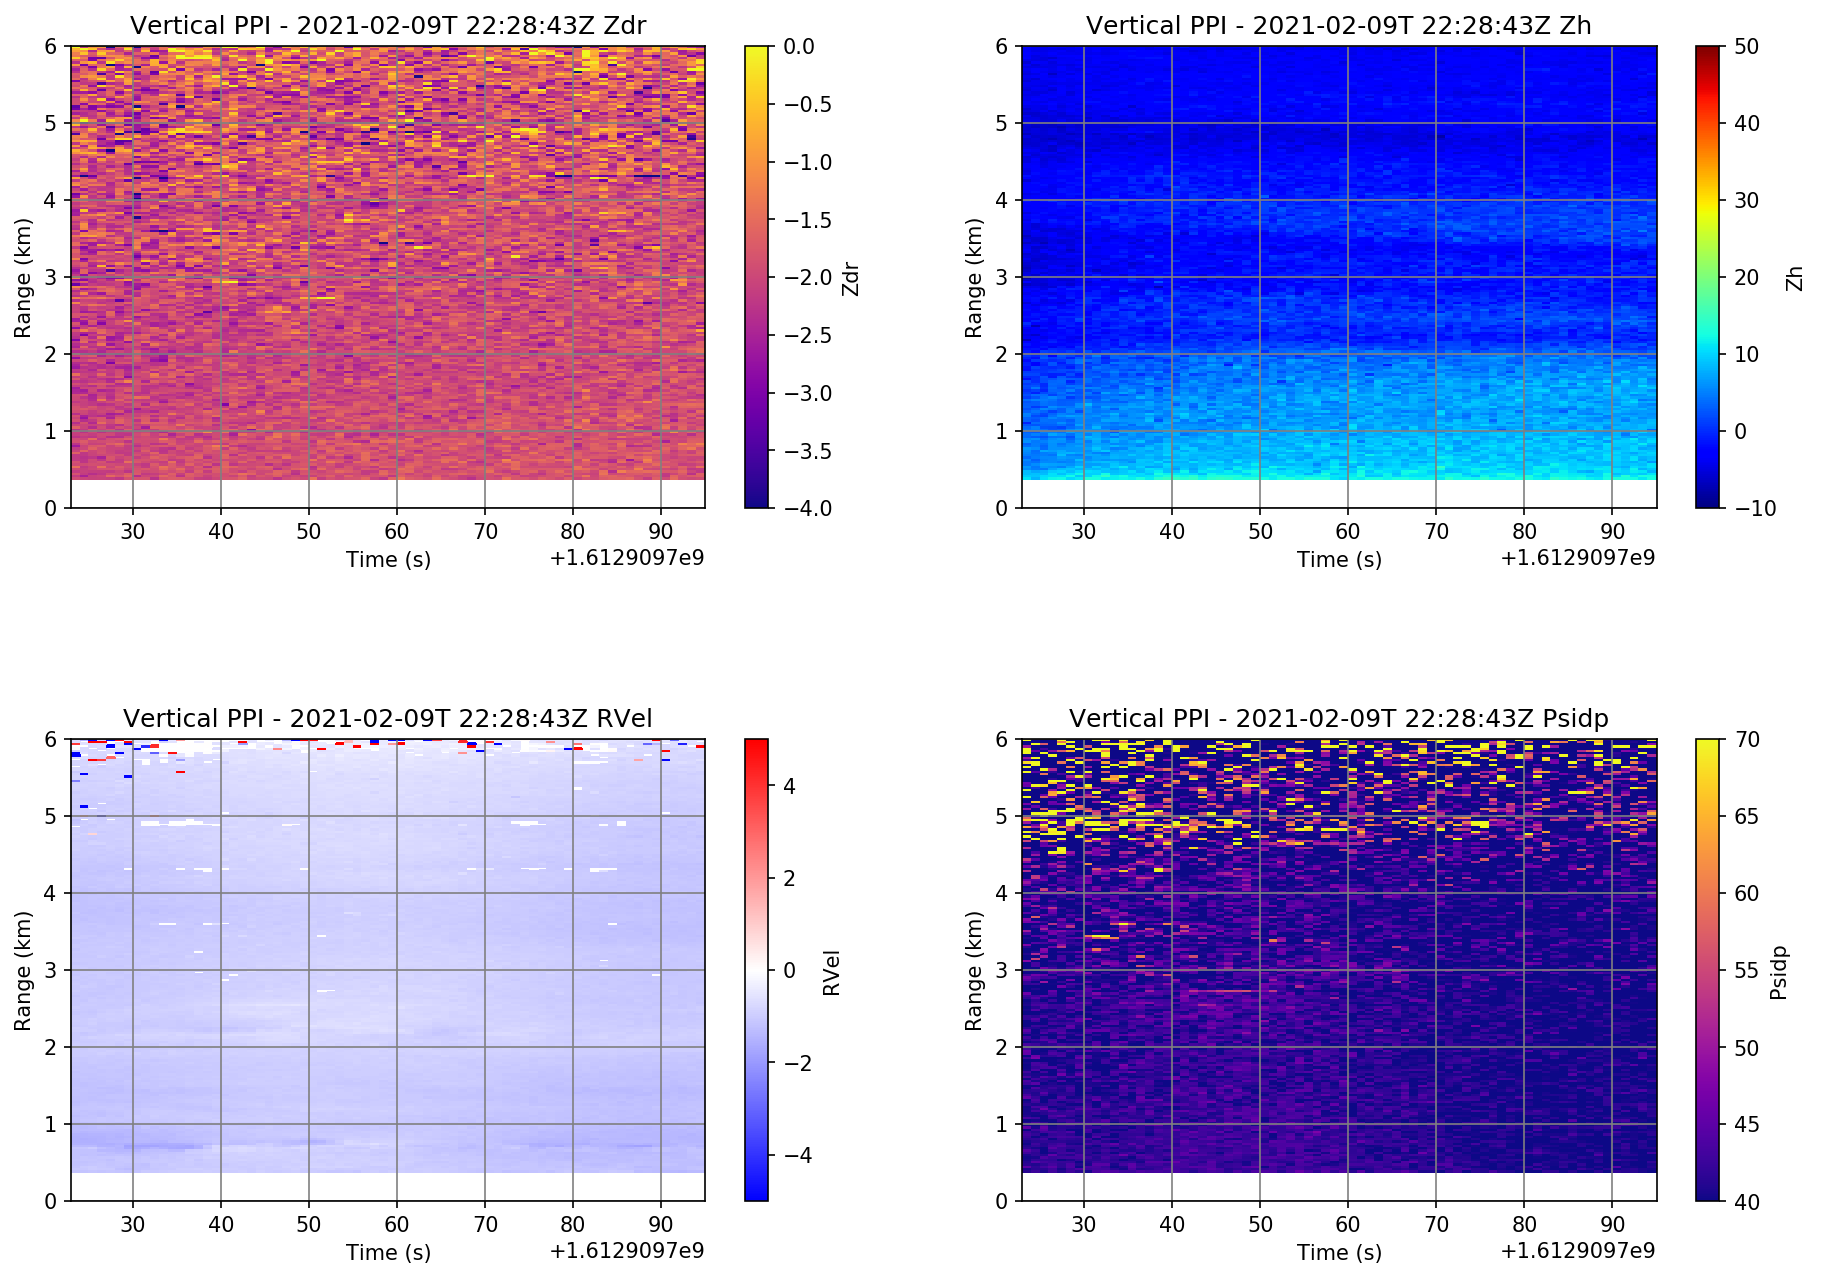 Vertical PPI - 2021-02-09T 22:28:43Z Zdr
6
5
4
3
2
1
0
Range (km)
30 40 50 60 70 80 90
Time (s)
+1.6129097e9
0.0
−0.5
−1.0
−1.5
−2.0
−2.5
−3.0
−3.5
−4.0
Zdr
Vertical PPI - 2021-02-09T 22:28:43Z Zh
6
5
4
3
2
1
0
Range (km)
30 40 50 60 70 80 90
Time (s)
+1.6129097e9
50
40
30
20
10
0
−10
Zh
Vertical PPI - 2021-02-09T 22:28:43Z RVel
6
5
4
3
2
1
0
Range (km)
30 40 50 60 70 80 90
Time (s)
+1.6129097e9
4
2
0
−2
−4
RVel
Vertical PPI - 2021-02-09T 22:28:43Z Psidp
6
5
4
3
2
1
0
Range (km)
30 40 50 60 70 80 90
Time (s)
+1.6129097e9
70
65
60
55
50
45
40
Psidp